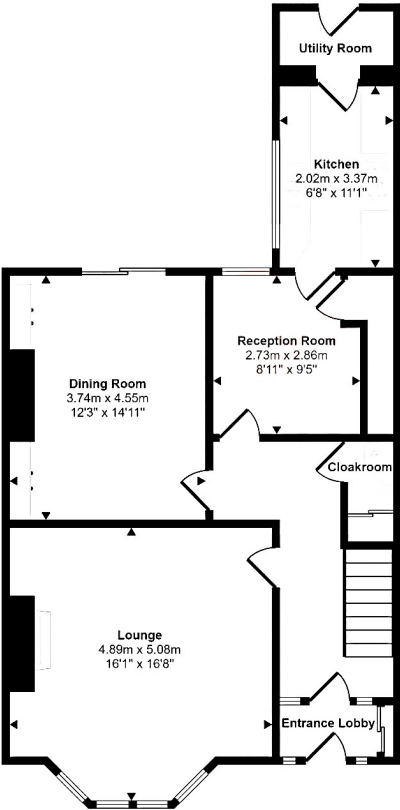 Utility Room
Kitchen
2.02m x 3.37m
6'8" x 11'1"
Reception Room
2.73m x 2.86m
8'11" x 9'5"
Dining Room
3.74m x 4.55m
12'3" x 14'11"
Cloakroom
Lounge
4.89m x 5.08m
16'1" x 16'8"
Entrance Lobby